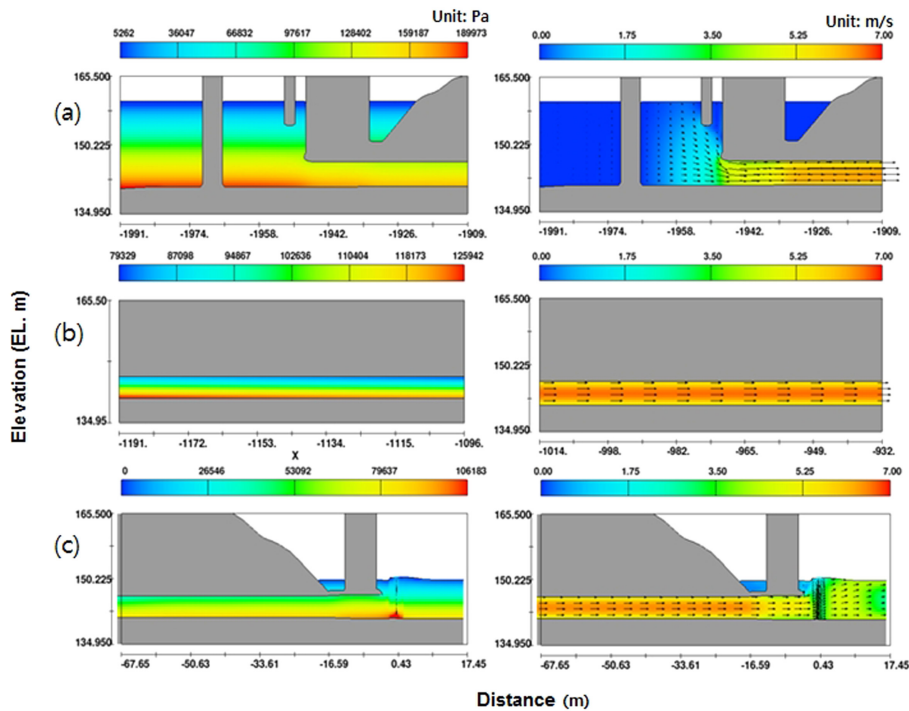 Unit: Pa
5262 36047 66832 97617 128402 159187 189973
Unit: m/s
0.00 1.75 3.50 5.25 7.00
(a)
165.500
150.225
134.950
-1991. -1974. -1958. -1942. -1926. -1909.
165.500
150.225
134.950
-1991. -1974. -1958. -1942. -1926. -1909.
79329 87098 94867 102636 110404 118173 125942
0.00 1.75 3.50 5.25 7.00
(b)
165.50
150.225
134.95
-1191. -1172. -1153. -1134. -1115. -1096.
X
165.500
150.225
134.950
-1014. -998. -982. -965. -949. -932.
0 26546 53092 79637 106183
0.00 1.75 3.50 5.25 7.00
(c)
165.500
150.225
134.950
-67.65 -50.63 -33.61 -16.59 0.43 17.45
165.500
150.225
134.950
-67.65 -50.63 -33.61 -16.59 0.43 17.45
Elevation (EL. m)
Distance (m)